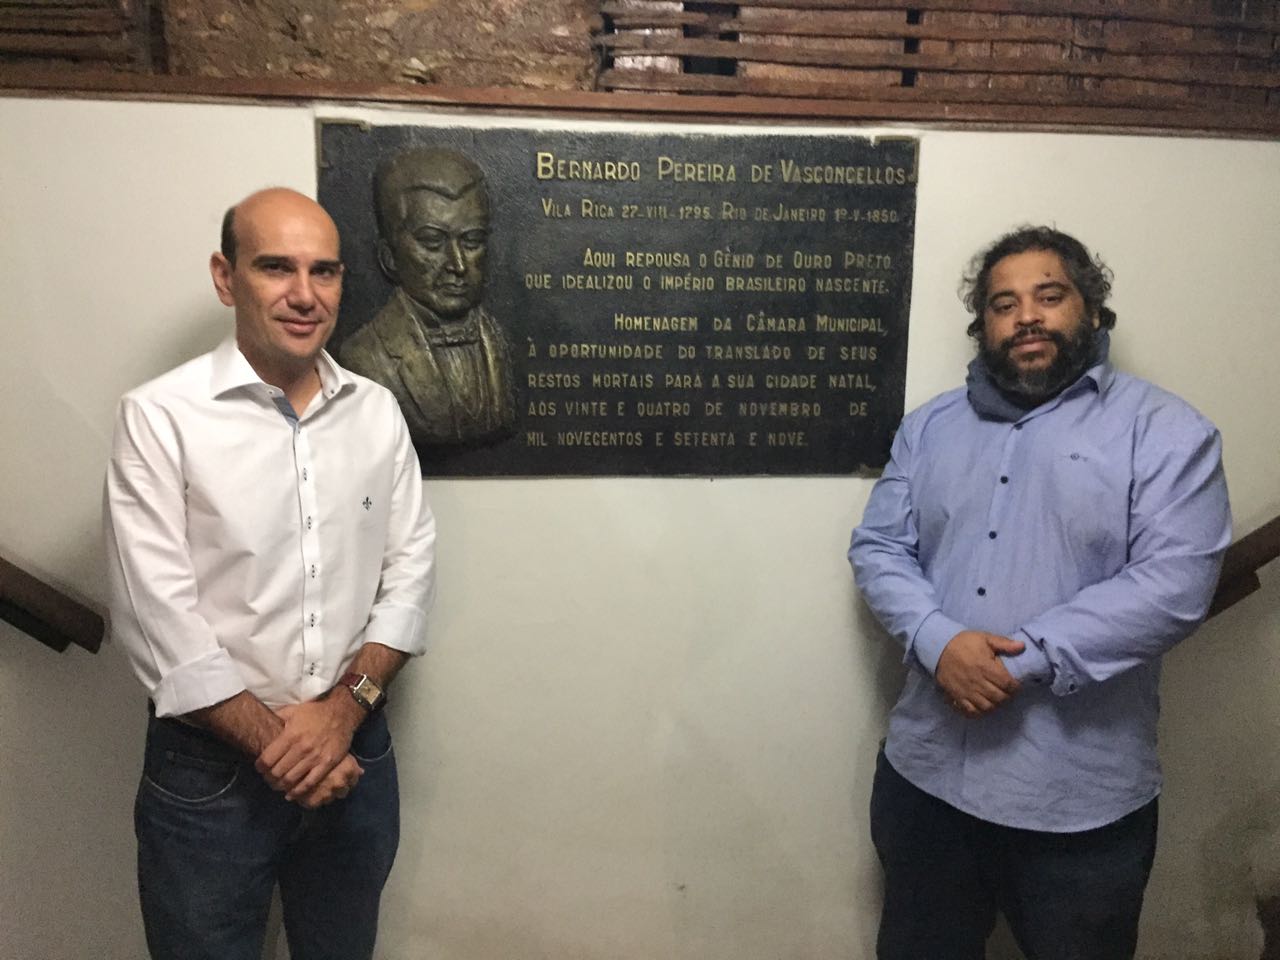 BERNARDO PEREIRA DE VASCONCELLOS
VILA RICA 27-VIII-1795. RIO DE JANEIRO 1º-V-1850.
AQUI REPOUSA O GÊNIO DE OURO PRETO
QUE IDEALIZOU O IMPÉRIO BRASILEIRO NASCENTE.
HOMENAGEM DA CÂMARA MUNICIPAL,
À OPORTUNIDADE DO TRANSLADO DE SEUS
RESTOS MORTAIS PARA A SUA CIDADE NATAL,
AOS VINTE E QUATRO DE NOVEMBRO DE
MIL NOVECENTOS E SETENTA E NOVE.